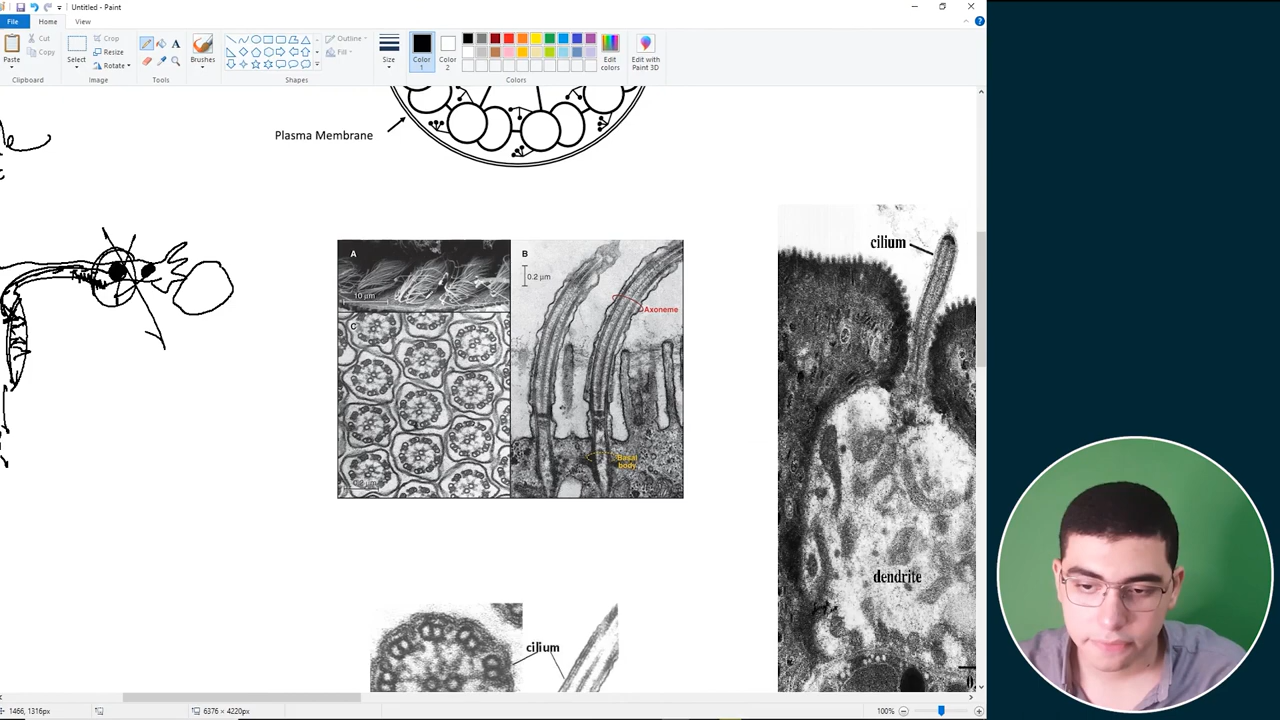 Untitled - Paint
File
Home
View
Paste
Cut
Copy
Clipboard
Select
Crop
Resize
Rotate
Image
Tools
Brushes
Shapes
Outline
Fill
Size
Color 1
Color 2
Edit colors
Edit with Paint 3D
Colors
Plasma Membrane
A
10 μm
B
0.2 μm
Axoneme
C
Basal body
cilium
dendrite
cilium
1466, 1316px
6376 × 4220px
100%